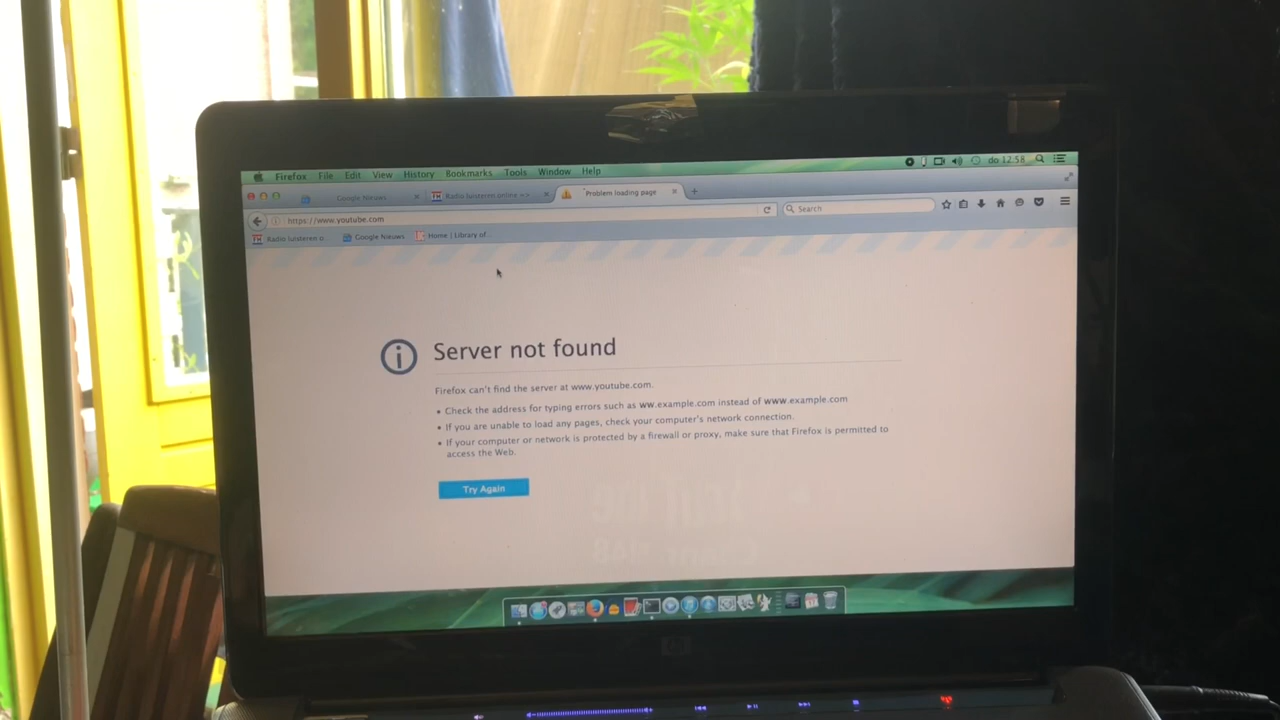 Firefox File Edit View History Bookmarks Tools Window Help do 12.58
Google Nieuws Radio luisteren online => Problem loading page
https://www.youtube.com Search
Radio luisteren o... Google Nieuws Home | Library of...
Server not found
Firefox can't find the server at www.youtube.com.
Check the address for typing errors such as ww.example.com instead of www.example.com
If you are unable to load any pages, check your computer's network connection.
If your computer or network is protected by a firewall or proxy, make sure that Firefox is permitted to
access the Web.
Try Again
hp